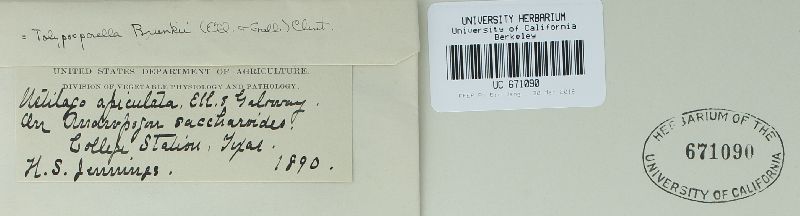 = Tolyposporella Brunkii (Ell. & Gall.) Clint.
UNITED STATES DEPARTMENT OF AGRICULTURE.
DIVISION OF VEGETABLE PHYSIOLOGY AND PATHOLOGY.
Ustilago apiculata, Ell. & Galoway.
On Andropogon saccharoides,
College Station, Texas.
H. S. Jennings. 1890.
UNIVERSITY HERBARIUM
University of California
Berkeley
UC 671090
HERBARIUM OF THE
671090
UNIVERSITY OF CALIFORNIA